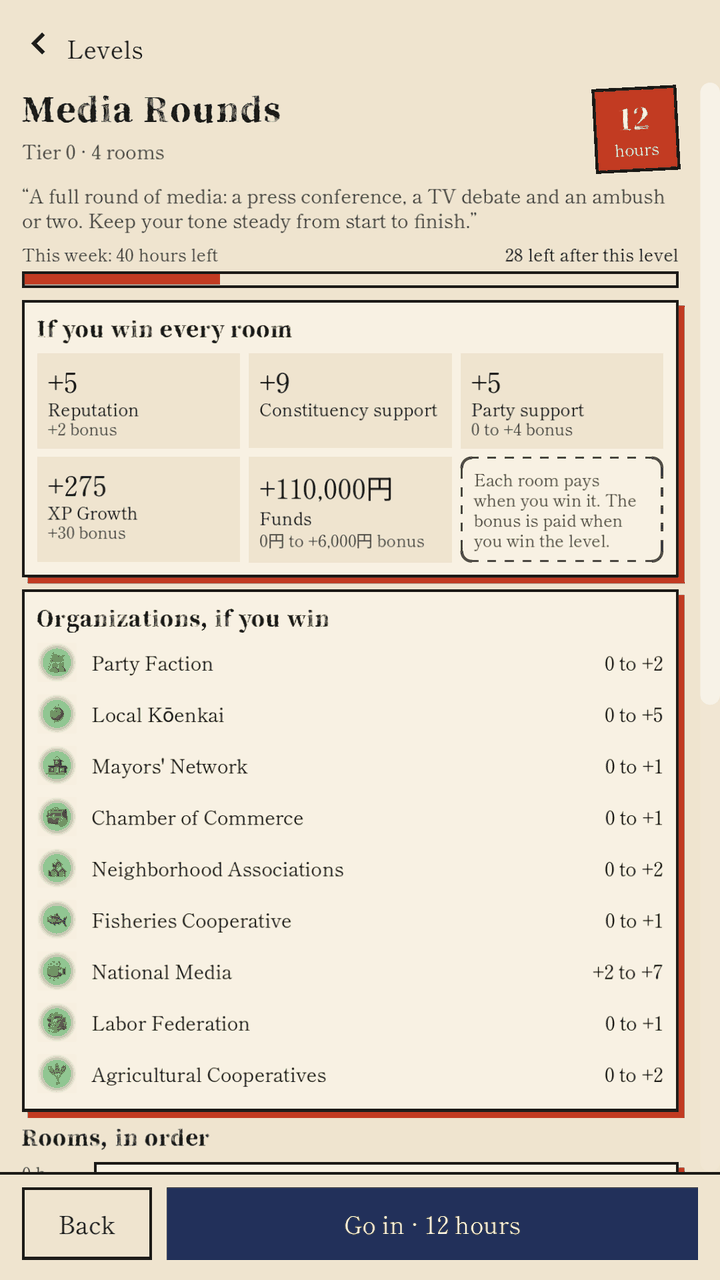 Levels
Media Rounds
12
hours
Tier 0 · 4 rooms
“A full round of media: a press conference, a TV debate and an ambush
or two. Keep your tone steady from start to finish.”
This week: 40 hours left
28 left after this level
If you win every room
+5
Reputation
+2 bonus
+9
Constituency support
+5
Party support
0 to +4 bonus
+275
XP Growth
+30 bonus
+110,000円
Funds
0円 to +6,000円 bonus
Each room pays
when you win it. The
bonus is paid when
you win the level.
Organizations, if you win
Party Faction 0 to +2
Local Kōenkai 0 to +5
Mayors' Network 0 to +1
Chamber of Commerce 0 to +1
Neighborhood Associations 0 to +2
Fisheries Cooperative 0 to +1
National Media +2 to +7
Labor Federation 0 to +1
Agricultural Cooperatives 0 to +2
Rooms, in order
Back
Go in · 12 hours